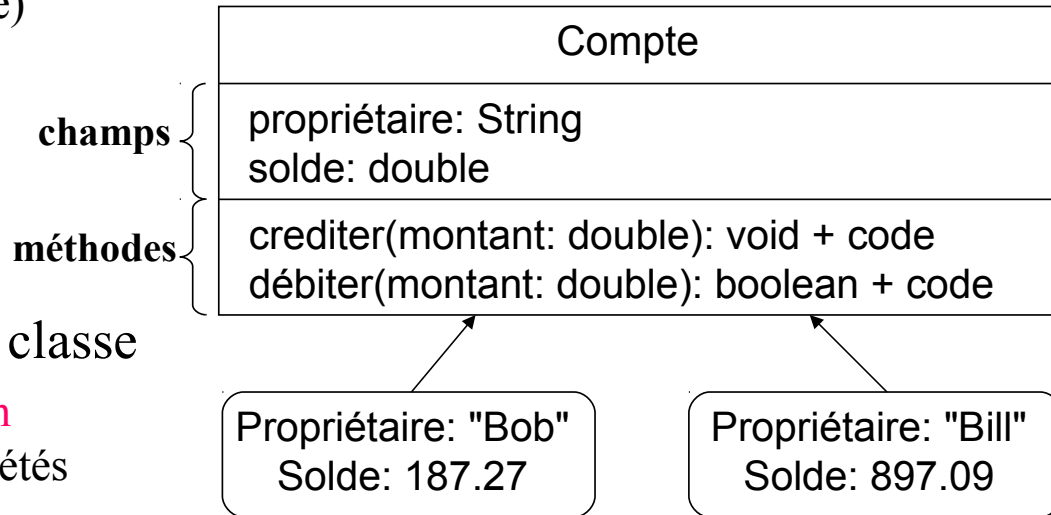 e)
Compte
champs
propriétaire: String
solde: double
méthodes
crediter(montant: double): void + code
débiter(montant: double): boolean + code
classe
Propriétaire: "Bob"
Solde: 187.27
Propriétaire: "Bill"
Solde: 897.09
étés